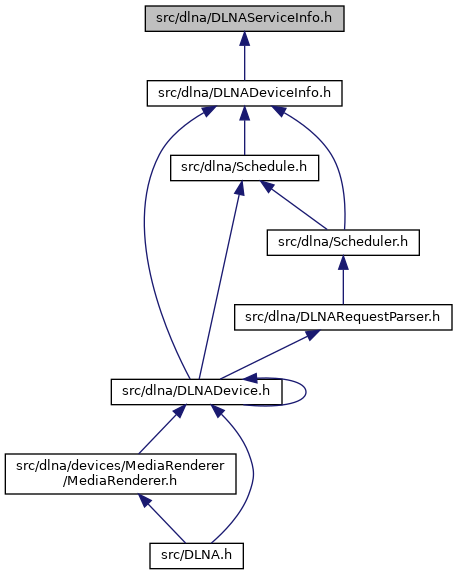 src/dlna/DLNAServiceInfo.h
src/dlna/DLNADeviceInfo.h
src/dlna/Schedule.h
src/dlna/Scheduler.h
src/dlna/DLNARequestParser.h
src/dlna/DLNADevice.h
src/dlna/devices/MediaRenderer
/MediaRenderer.h
src/DLNA.h